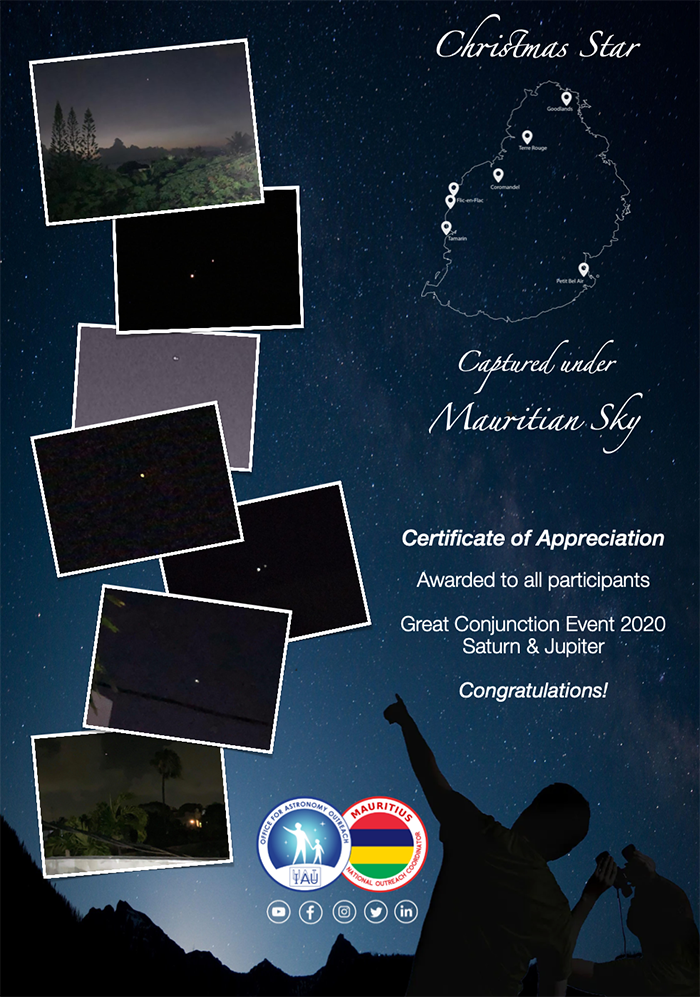 Christmas Star
Goodlands
Terre Rouge
Coromandel
Flic-en-Flac
Tamarin
Petit Bel Air
Captured under
Mauritian Sky
Certificate of Appreciation
Awarded to all participants
Great Conjunction Event 2020
Saturn & Jupiter
Congratulations!
OFFICE FOR ASTRONOMY OUTREACH
IAU
MAURITIUS
NATIONAL OUTREACH COORDINATOR